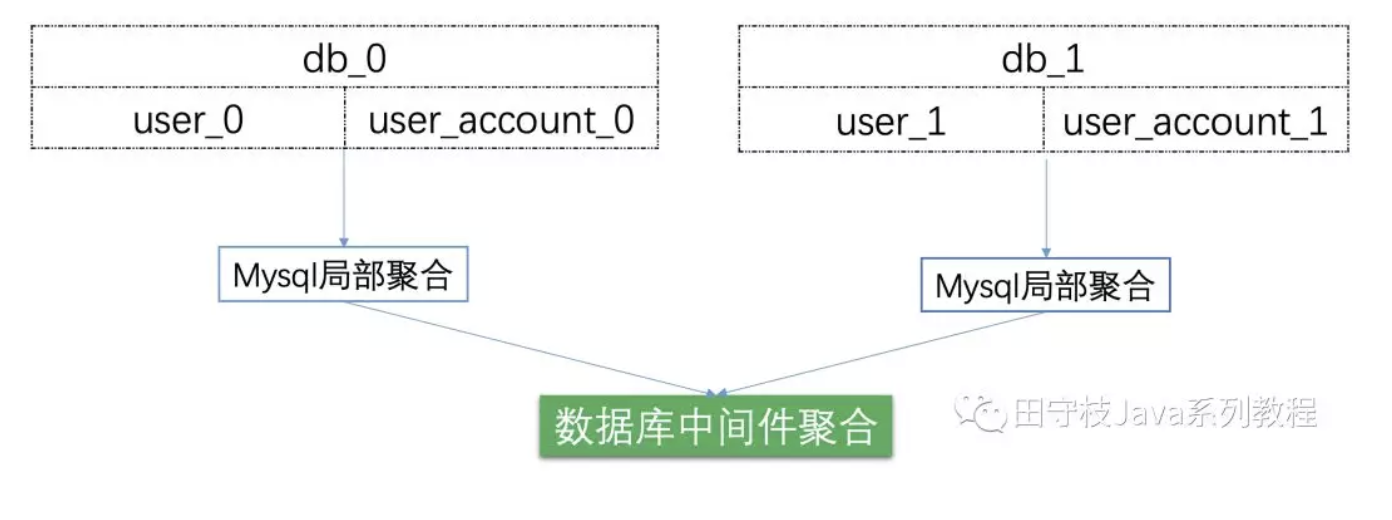 db_0
db_1
user_0
user_account_0
user_1
user_account_1
Mysql局部聚合
Mysql局部聚合
数据库中间件聚合
田守枝Java系列教程